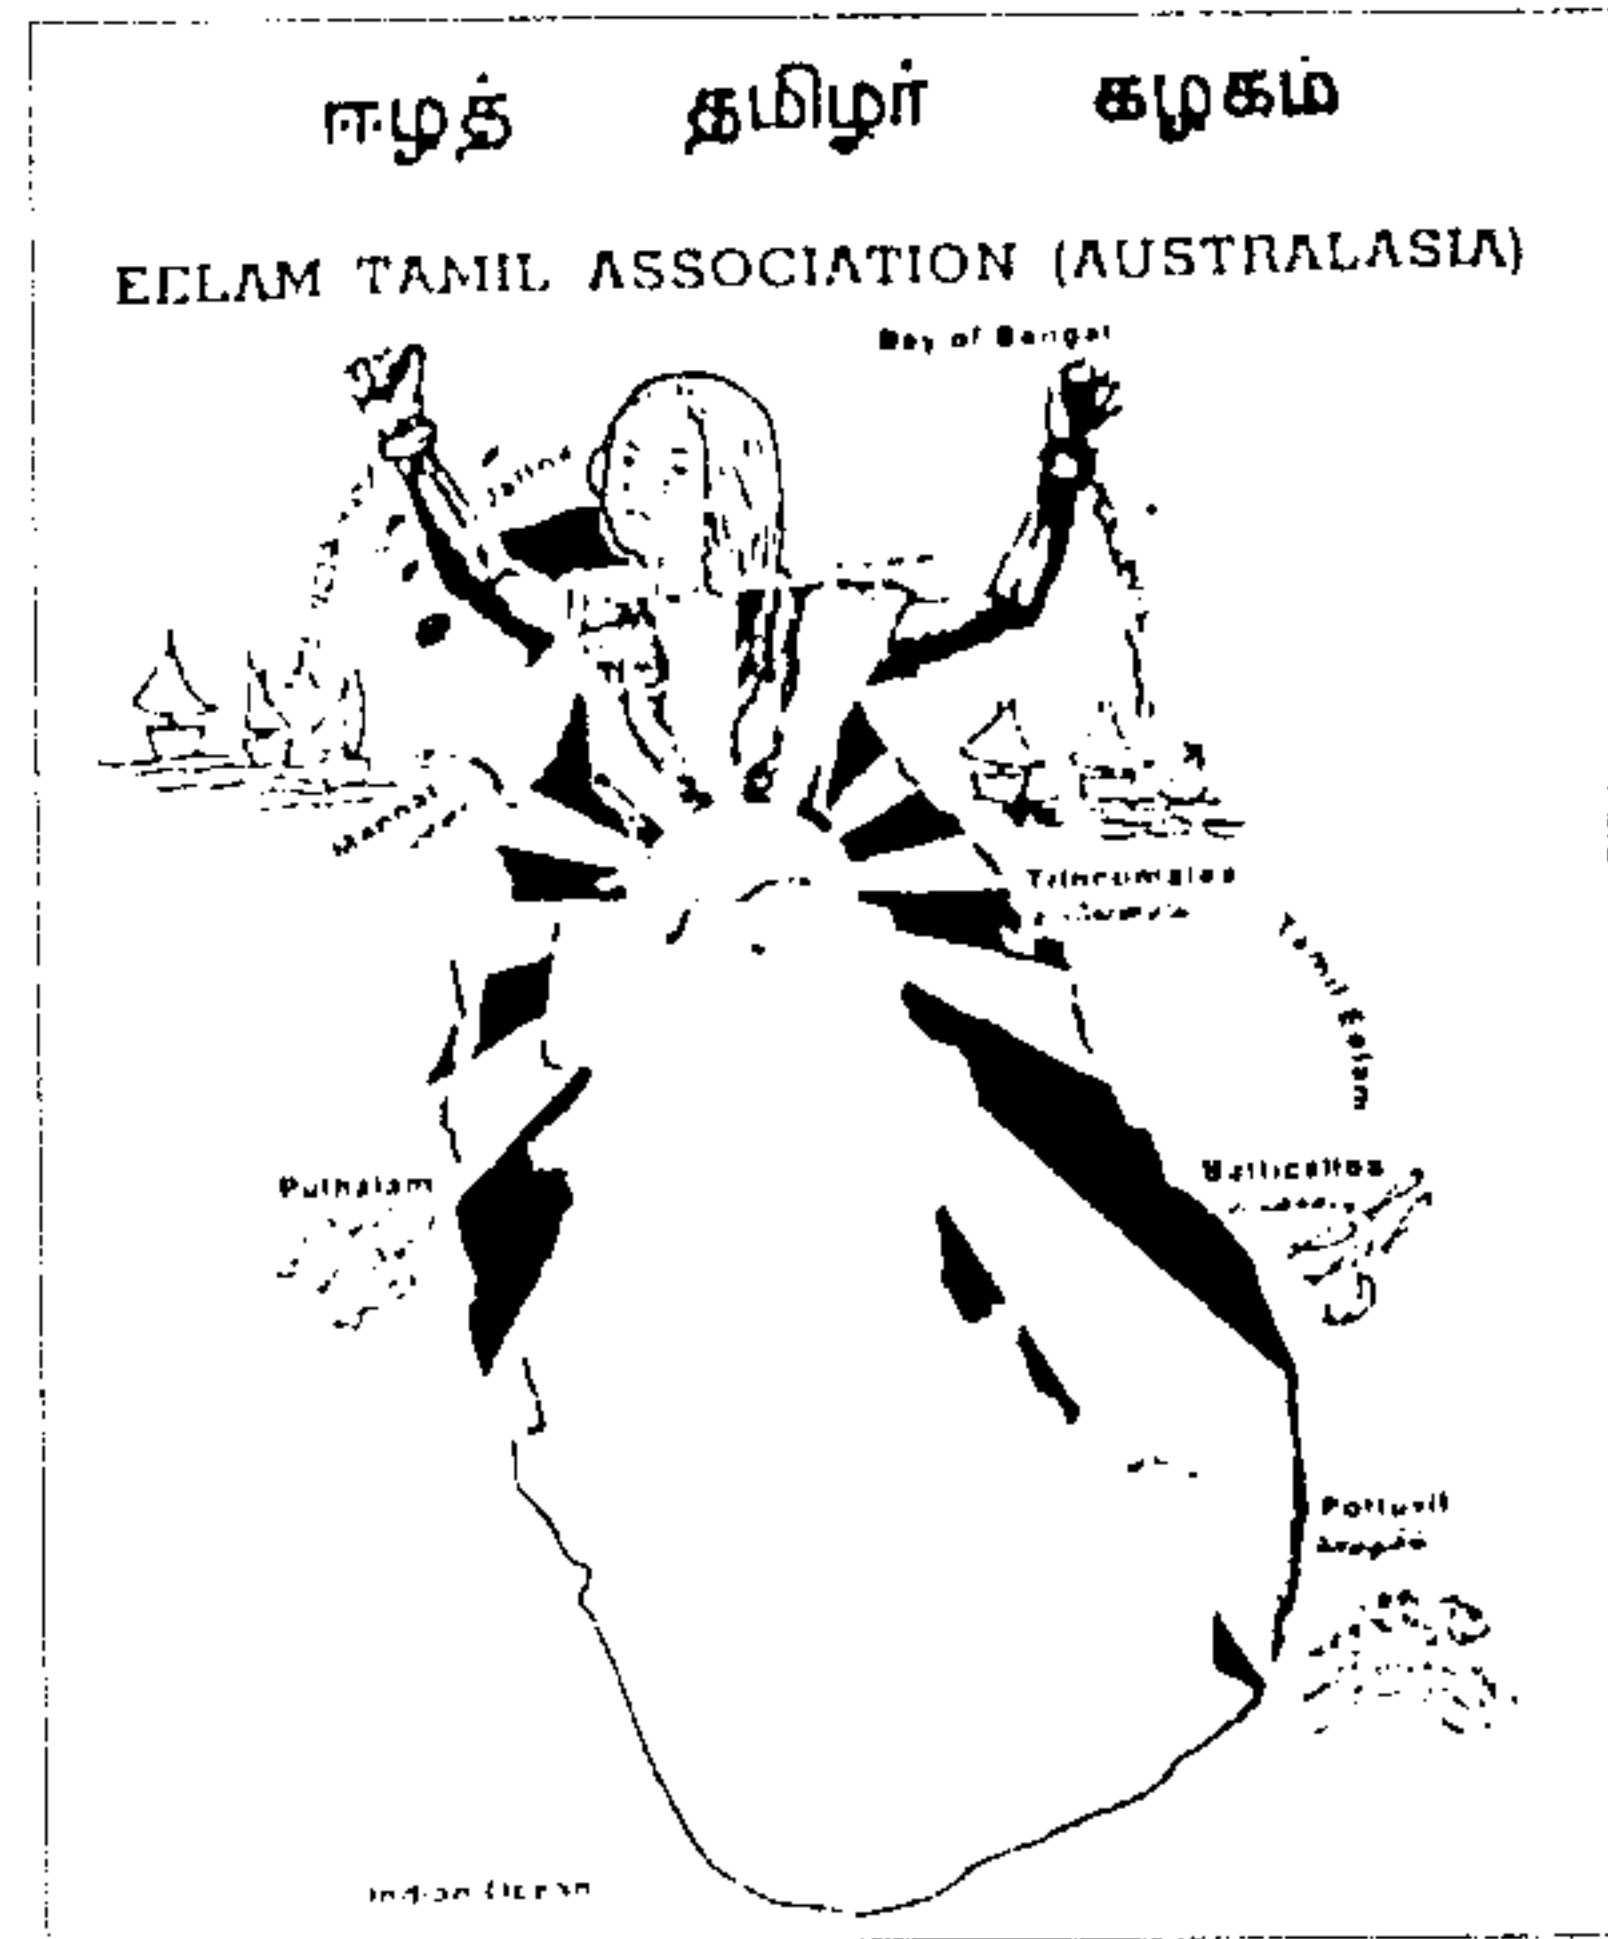 ஈழத் தமிழர் கழகம்
EELAM TAMIL ASSOCIATION (AUSTRALASIA)
Bay of Bengal
Jaffna
Mannar
Trincomalee
Tamil Eelam
Puthalam
Batticaloa
Pottuvil
Indian Ocean